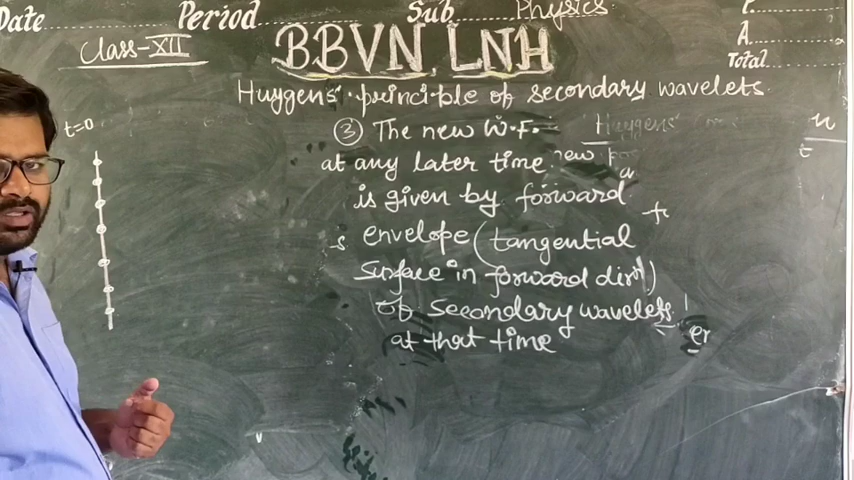 Date Period Sub Physics P.
A.
Total
Class-XII BBVN, LNH
Huygens' principle of secondary wavelets.
t=0
③ The new W.F.
at any later time
is given by forward
envelope (tangential
Surface in forward dirn)
of secondary wavelets
at that time